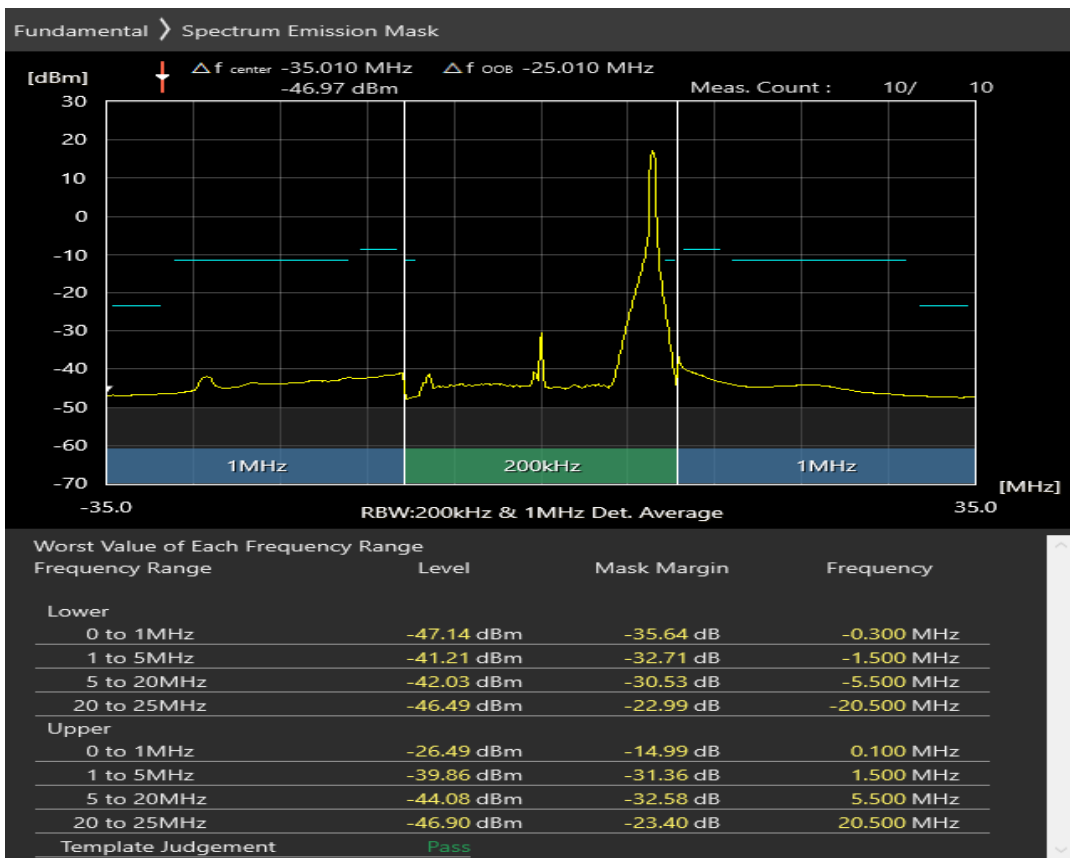 Fundamental 〉 Spectrum Emission Mask
[dBm] △f center -35.010 MHz △f OOB -25.010 MHz
-46.97 dBm Meas. Count : 10/ 10
30
20
10
0
-10
-20
-30
-40
-50
-60
1MHz 200kHz 1MHz
-70 [MHz]
-35.0 RBW:200kHz & 1MHz Det. Average 35.0
Worst Value of Each Frequency Range
Frequency Range Level Mask Margin Frequency
Lower
0 to 1MHz -47.14 dBm -35.64 dB -0.300 MHz
1 to 5MHz -41.21 dBm -32.71 dB -1.500 MHz
5 to 20MHz -42.03 dBm -30.53 dB -5.500 MHz
20 to 25MHz -46.49 dBm -22.99 dB -20.500 MHz
Upper
0 to 1MHz -26.49 dBm -14.99 dB 0.100 MHz
1 to 5MHz -39.86 dBm -31.36 dB 1.500 MHz
5 to 20MHz -44.08 dBm -32.58 dB 5.500 MHz
20 to 25MHz -46.90 dBm -23.40 dB 20.500 MHz
Template Judgement Pass